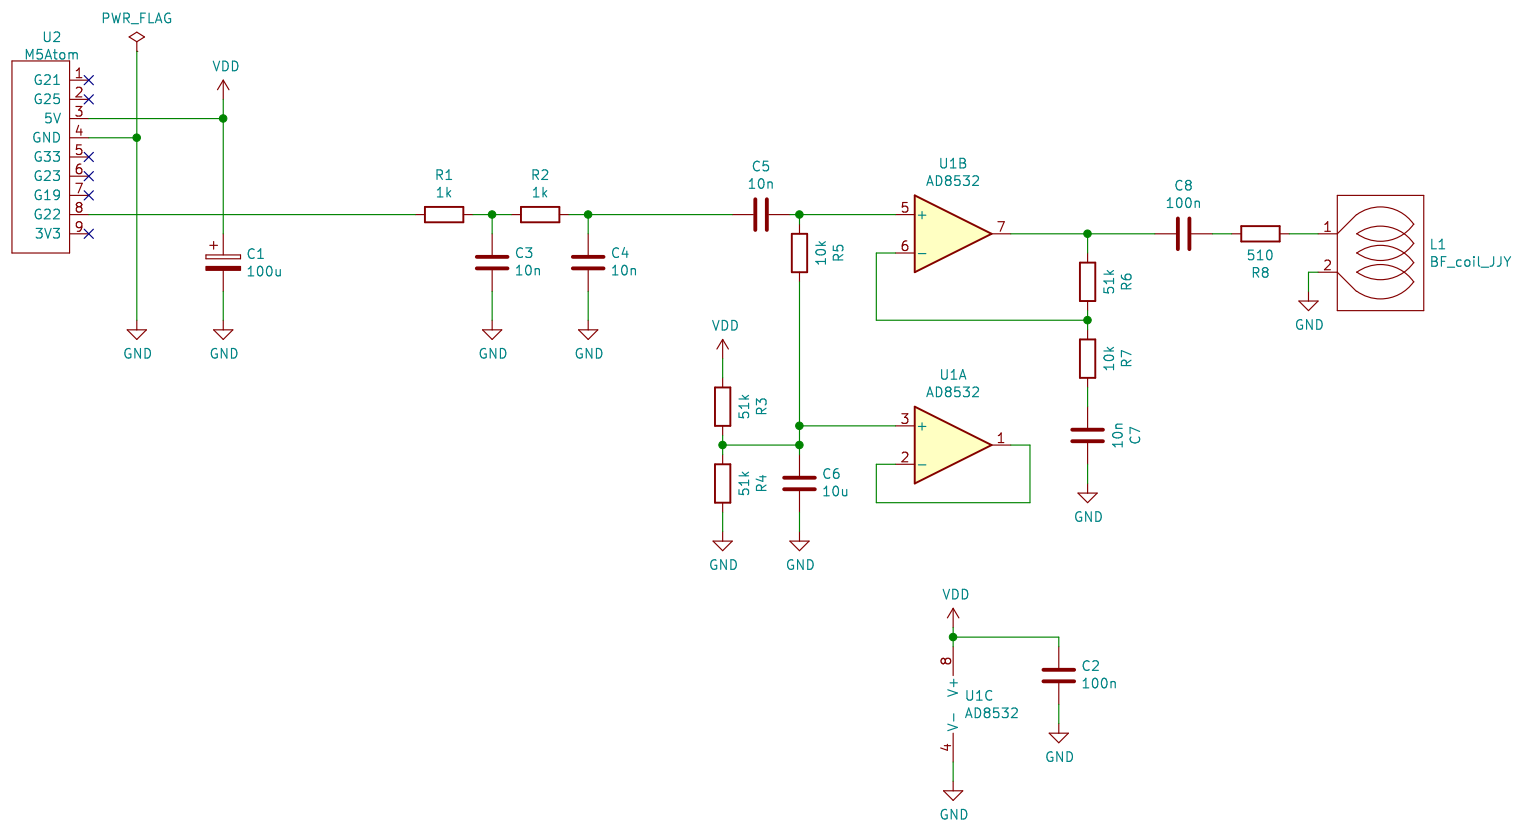 PWR_FLAG
U2
M5Atom
G21 1
G25 2
5V 3
GND 4
G33 5
G23 6
G19 7
G22 8
3V3 9
VDD
+
C1
100u
GND
GND
R1
1k
R2
1k
C3
10n
C4
10n
GND
GND
C5
10n
10k
R5
U1B
AD8532
5 +
6 −
7
51k
R6
10k
R7
10n
C7
GND
C8
100n
510
R8
1
2
L1
BF_coil_JJY
GND
VDD
51k
R3
51k
R4
C6
10u
GND
GND
U1A
AD8532
3 +
2 −
1
VDD
8
V+
U1C
AD8532
V-
4
GND
C2
100n
GND